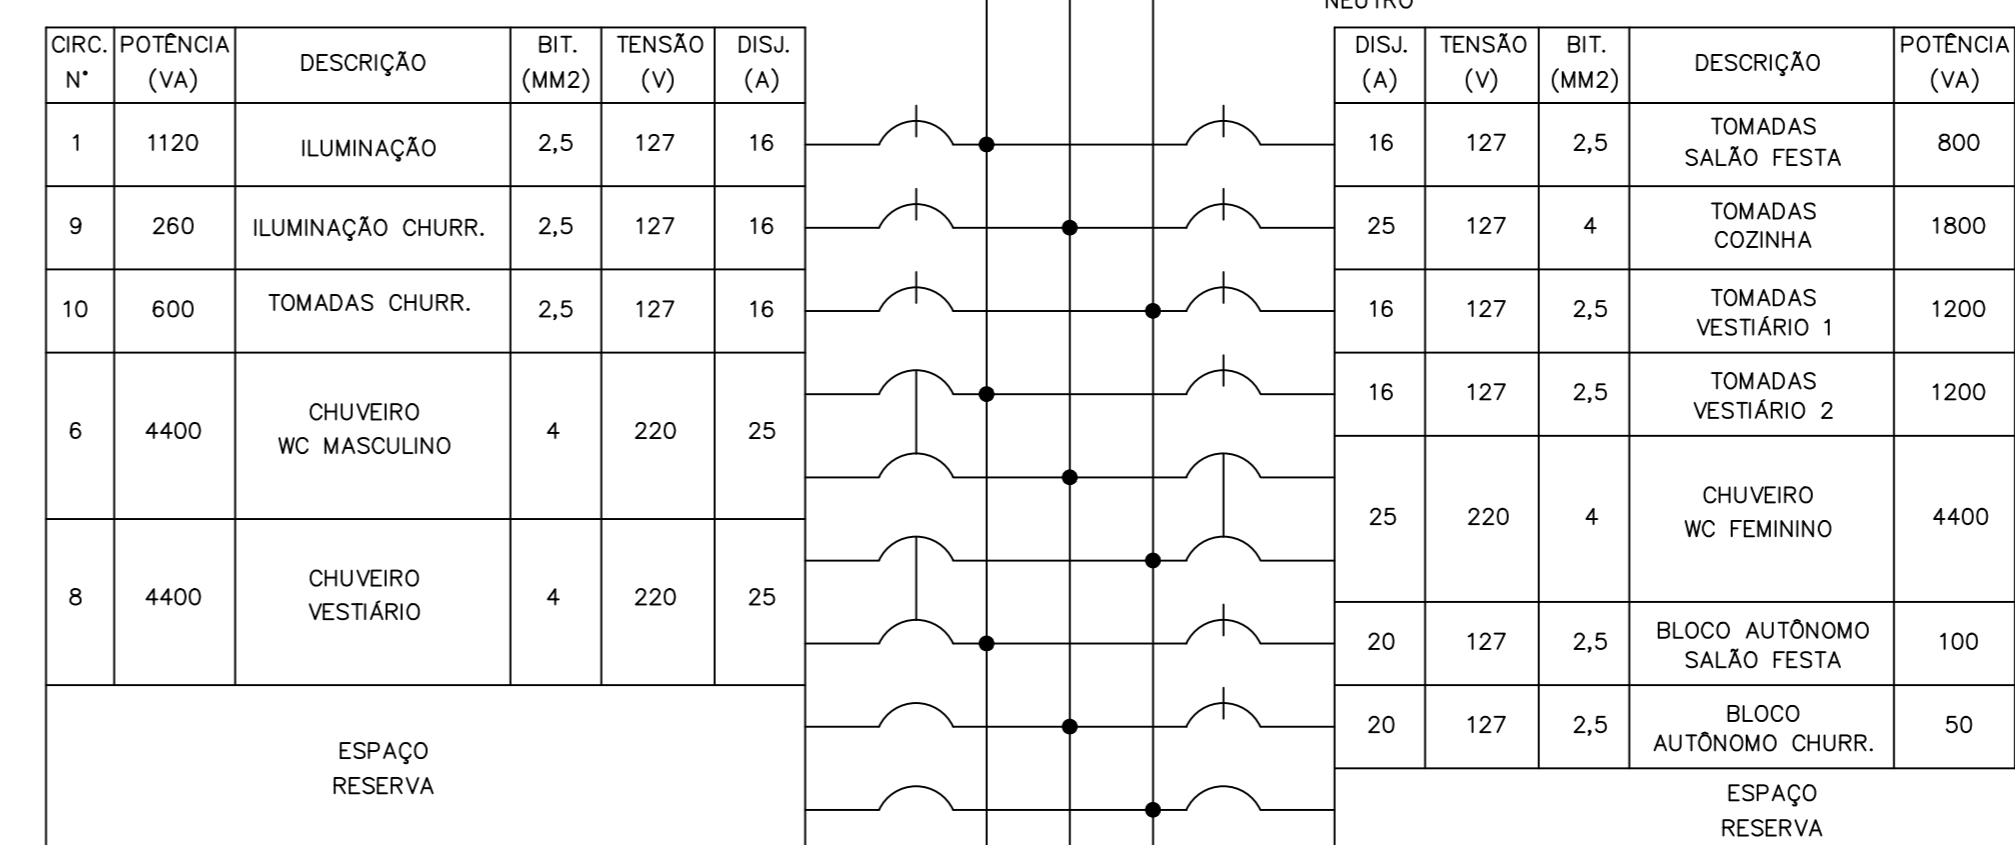 NEUTRO
CIRC. N° POTÊNCIA (VA) DESCRIÇÃO BIT. (MM2) TENSÃO (V) DISJ. (A)
1 1120 ILUMINAÇÃO 2,5 127 16
9 260 ILUMINAÇÃO CHURR. 2,5 127 16
10 600 TOMADAS CHURR. 2,5 127 16
6 4400 CHUVEIRO WC MASCULINO 4 220 25
8 4400 CHUVEIRO VESTIÁRIO 4 220 25
ESPAÇO
RESERVA
DISJ. (A) TENSÃO (V) BIT. (MM2) DESCRIÇÃO POTÊNCIA (VA)
16 127 2,5 TOMADAS SALÃO FESTA 800
25 127 4 TOMADAS COZINHA 1800
16 127 2,5 TOMADAS VESTIÁRIO 1 1200
16 127 2,5 TOMADAS VESTIÁRIO 2 1200
25 220 4 CHUVEIRO WC FEMININO 4400
20 127 2,5 BLOCO AUTÔNOMO SALÃO FESTA 100
20 127 2,5 BLOCO AUTÔNOMO CHURR. 50
ESPAÇO
RESERVA